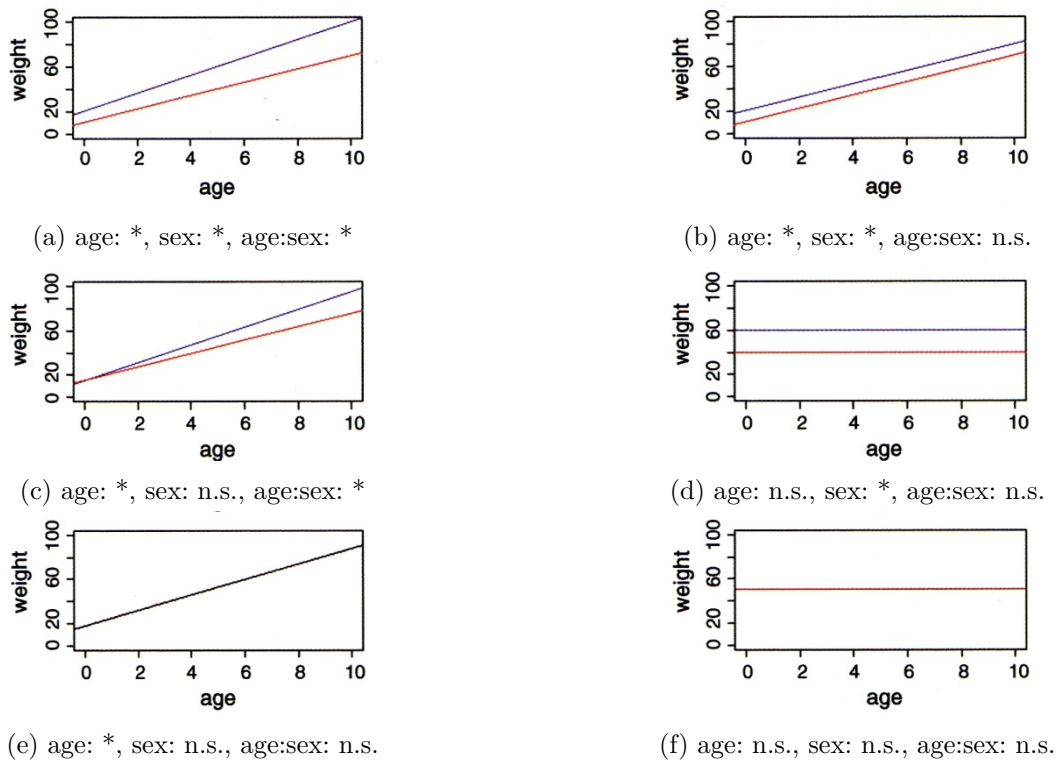 weight
0 20 60 100
0 2 4 6 8 10
age
(a) age: *, sex: *, age:sex: *
weight
0 20 60 100
0 2 4 6 8 10
age
(b) age: *, sex: *, age:sex: n.s.
weight
0 20 60 100
0 2 4 6 8 10
age
(c) age: *, sex: n.s., age:sex: *
weight
0 20 60 100
0 2 4 6 8 10
age
(d) age: n.s., sex: *, age:sex: n.s.
weight
0 20 60 100
0 2 4 6 8 10
age
(e) age: *, sex: n.s., age:sex: n.s.
weight
0 20 60 100
0 2 4 6 8 10
age
(f) age: n.s., sex: n.s., age:sex: n.s.